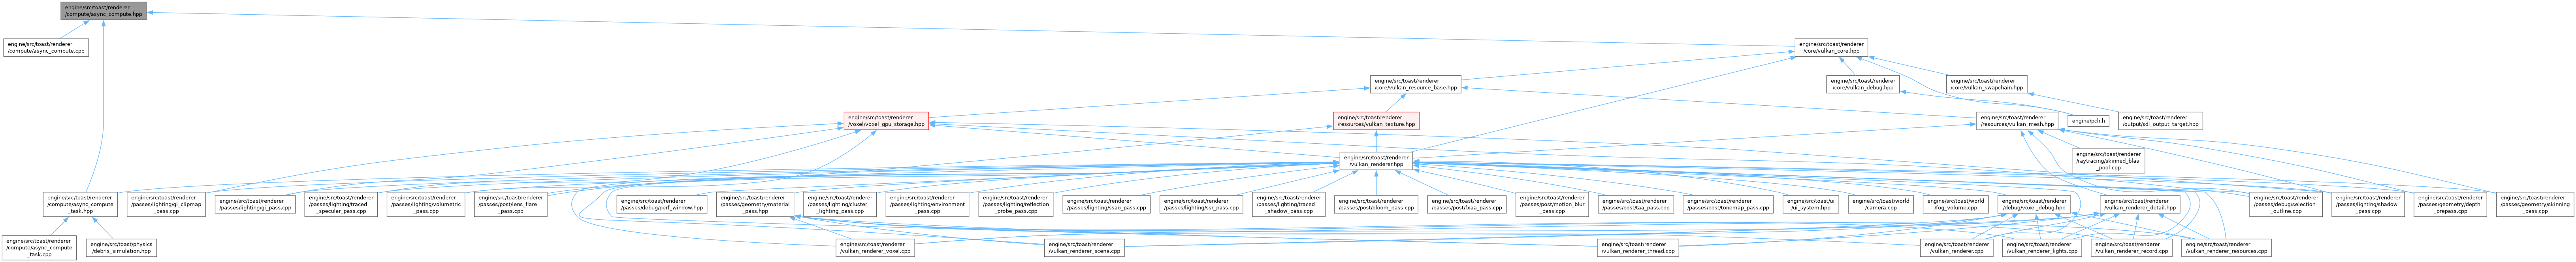 engine/src/toast/renderer
/compute/async_compute.hpp
engine/src/toast/renderer
/compute/async_compute.cpp
engine/src/toast/renderer
/core/vulkan_core.hpp
engine/src/toast/renderer
/core/vulkan_resource_base.hpp
engine/src/toast/renderer
/core/vulkan_debug.hpp
engine/src/toast/renderer
/core/vulkan_swapchain.hpp
engine/src/toast/renderer
/voxel/voxel_gpu_storage.hpp
engine/src/toast/renderer
/resources/vulkan_texture.hpp
engine/src/toast/renderer
/resources/vulkan_mesh.hpp
engine/pch.h
engine/src/toast/renderer
/output/sdl_output_target.hpp
engine/src/toast/renderer
/vulkan_renderer.hpp
engine/src/toast/renderer
/raytracing/skinned_blas
_pool.cpp
engine/src/toast/renderer
/compute/async_compute
_task.hpp
engine/src/toast/renderer
/passes/lighting/gi_clipmap
_pass.cpp
engine/src/toast/renderer
/passes/lighting/gi_pass.cpp
engine/src/toast/renderer
/passes/lighting/traced
_specular_pass.cpp
engine/src/toast/renderer
/passes/lighting/volumetric
_pass.cpp
engine/src/toast/renderer
/passes/post/lens_flare
_pass.cpp
engine/src/toast/renderer
/passes/debug/perf_window.hpp
engine/src/toast/renderer
/passes/geometry/material
_pass.hpp
engine/src/toast/renderer
/passes/lighting/cluster
_lighting_pass.cpp
engine/src/toast/renderer
/passes/lighting/environment
_pass.cpp
engine/src/toast/renderer
/passes/lighting/reflection
_probe_pass.cpp
engine/src/toast/renderer
/passes/lighting/ssao_pass.cpp
engine/src/toast/renderer
/passes/lighting/ssr_pass.cpp
engine/src/toast/renderer
/passes/lighting/traced
_shadow_pass.cpp
engine/src/toast/renderer
/passes/post/bloom_pass.cpp
engine/src/toast/renderer
/passes/post/fxaa_pass.cpp
engine/src/toast/renderer
/passes/post/motion_blur
_pass.cpp
engine/src/toast/renderer
/passes/post/taa_pass.cpp
engine/src/toast/renderer
/passes/post/tonemap_pass.cpp
engine/src/toast/ui
/ui_system.hpp
engine/src/toast/world
/camera.cpp
engine/src/toast/world
/fog_volume.cpp
engine/src/toast/renderer
/debug/voxel_debug.hpp
engine/src/toast/renderer
/vulkan_renderer_detail.hpp
engine/src/toast/renderer
/passes/debug/selection
_outline.cpp
engine/src/toast/renderer
/passes/lighting/shadow
_pass.cpp
engine/src/toast/renderer
/passes/geometry/depth
_prepass.cpp
engine/src/toast/renderer
/passes/geometry/skinning
_pass.cpp
engine/src/toast/renderer
/compute/async_compute
_task.cpp
engine/src/toast/physics
/debris_simulation.hpp
engine/src/toast/renderer
/vulkan_renderer_voxel.cpp
engine/src/toast/renderer
/vulkan_renderer_scene.cpp
engine/src/toast/renderer
/vulkan_renderer_thread.cpp
engine/src/toast/renderer
/vulkan_renderer.cpp
engine/src/toast/renderer
/vulkan_renderer_lights.cpp
engine/src/toast/renderer
/vulkan_renderer_record.cpp
engine/src/toast/renderer
/vulkan_renderer_resources.cpp